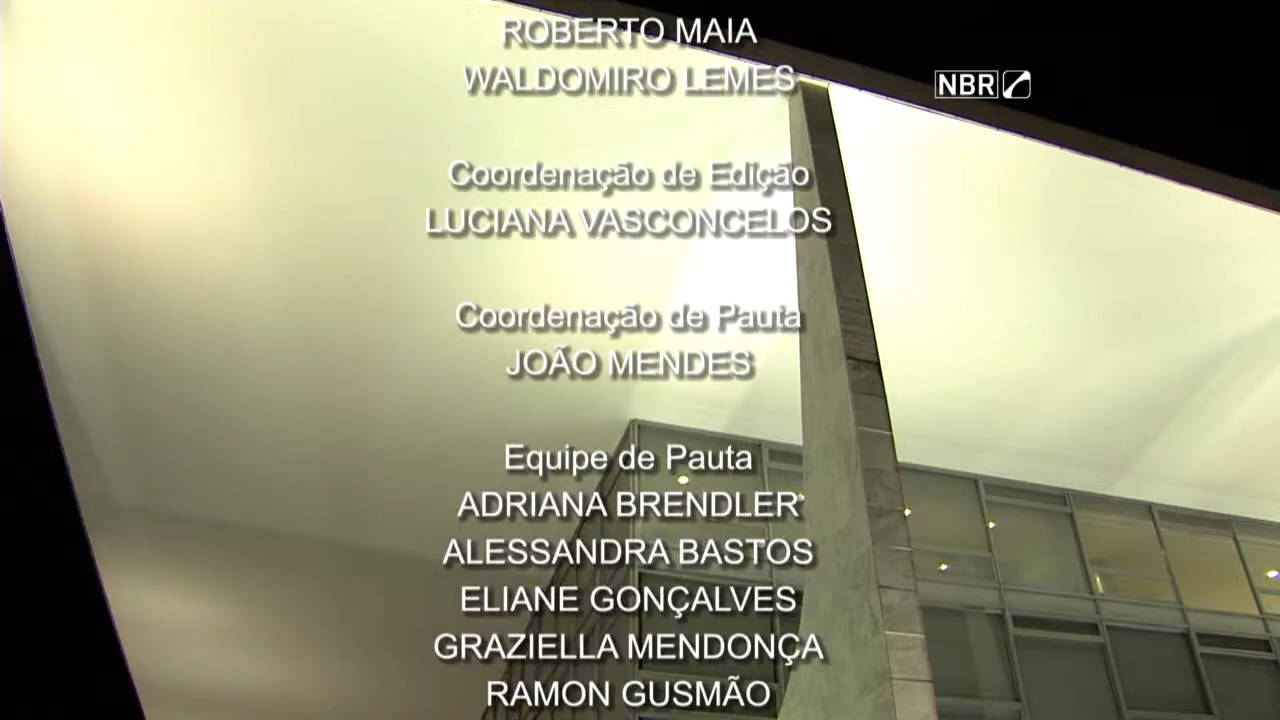 ROBERTO MAIA
WALDOMIRO LEMES
NBR
Coordenação de Edição
LUCIANA VASCONCELOS
Coordenação de Pauta
JOÃO MENDES
Equipe de Pauta
ADRIANA BRENDLER
ALESSANDRA BASTOS
ELIANE GONÇALVES
GRAZIELLA MENDONÇA
RAMON GUSMÃO